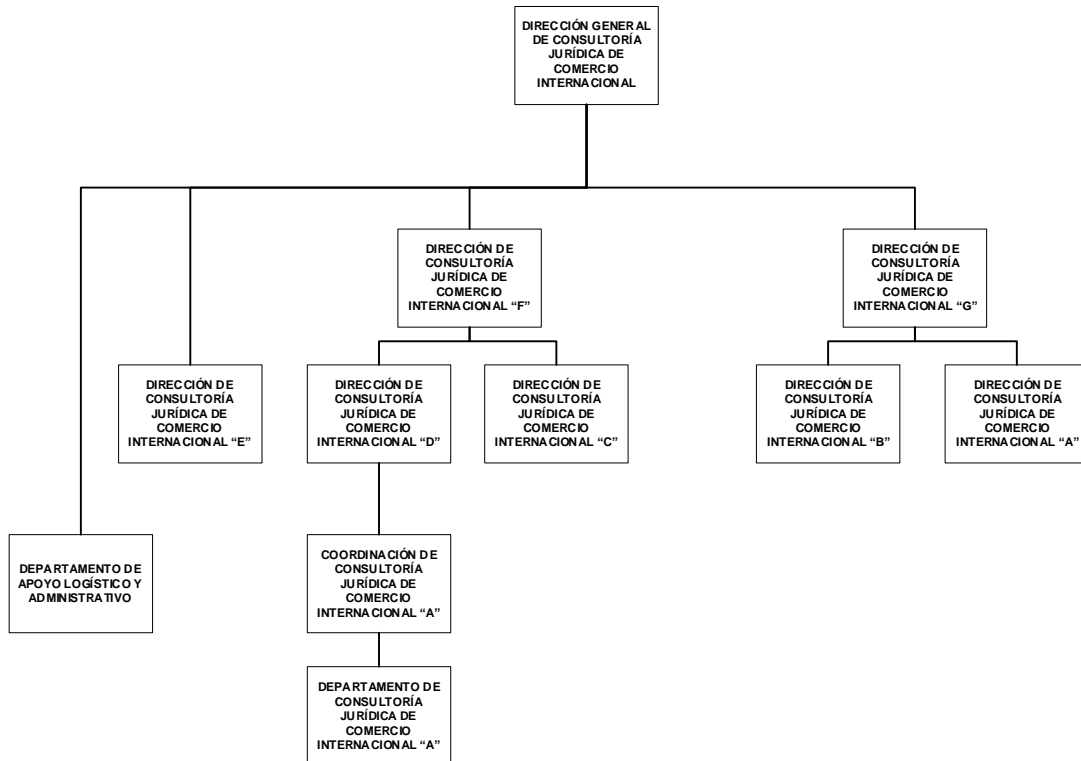 DIRECCIÓN GENERAL
DE CONSULTORÍA
JURÍDICA DE
COMERCIO
INTERNACIONAL
DIRECCIÓN DE
CONSULTORÍA
JURÍDICA DE
COMERCIO
INTERNACIONAL “F”
DIRECCIÓN DE
CONSULTORÍA
JURÍDICA DE
COMERCIO
INTERNACIONAL “G”
DIRECCIÓN DE
CONSULTORÍA
JURÍDICA DE
COMERCIO
INTERNACIONAL “E”
DIRECCIÓN DE
CONSULTORÍA
JURÍDICA DE
COMERCIO
INTERNACIONAL “D”
DIRECCIÓN DE
CONSULTORÍA
JURÍDICA DE
COMERCIO
INTERNACIONAL “C”
DIRECCIÓN DE
CONSULTORÍA
JURÍDICA DE
COMERCIO
INTERNACIONAL “B”
DIRECCIÓN DE
CONSULTORÍA
JURÍDICA DE
COMERCIO
INTERNACIONAL “A”
DEPARTAMENTO DE
APOYO LOGÍSTICO Y
ADMINISTRATIVO
COORDINACIÓN DE
CONSULTORÍA
JURÍDICA DE
COMERCIO
INTERNACIONAL “A”
DEPARTAMENTO DE
CONSULTORÍA
JURÍDICA DE
COMERCIO
INTERNACIONAL “A”